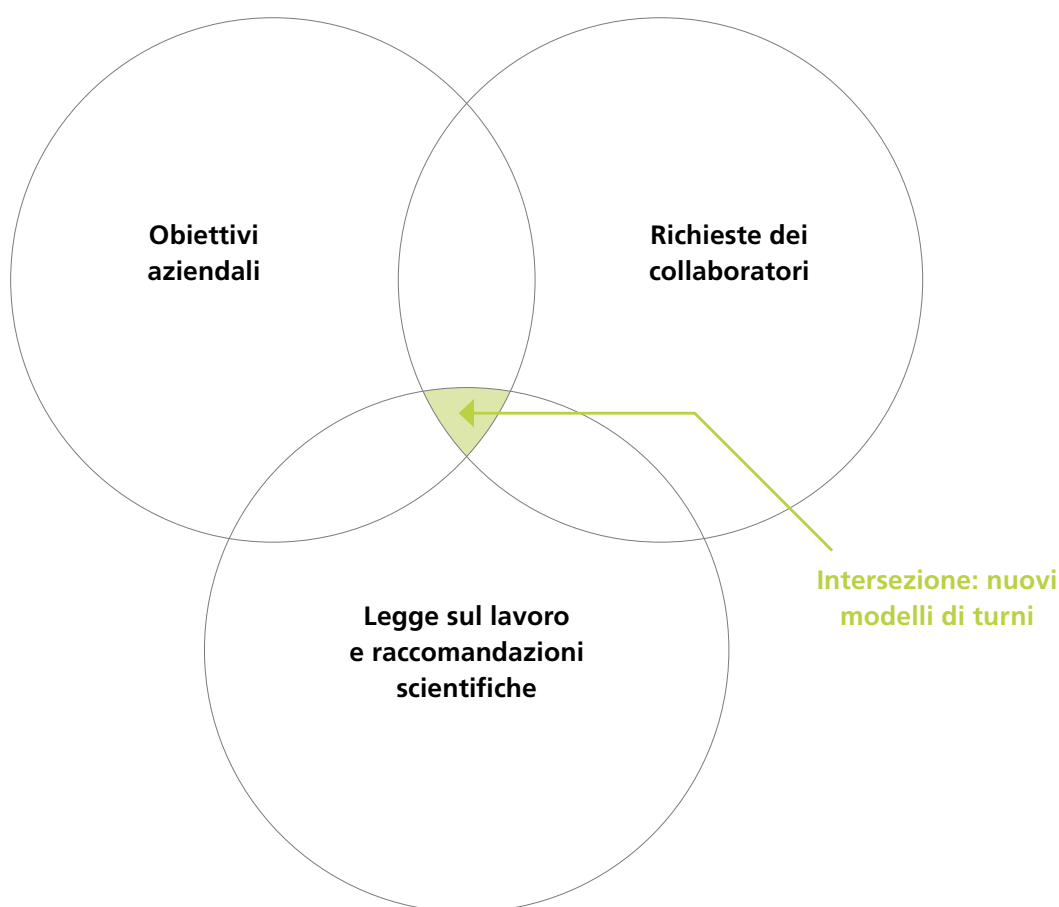 Obiettivi
aziendali
Richieste dei
collaboratori
Legge sul lavoro
e raccomandazioni
scientifiche
Intersezione: nuovi
modelli di turni